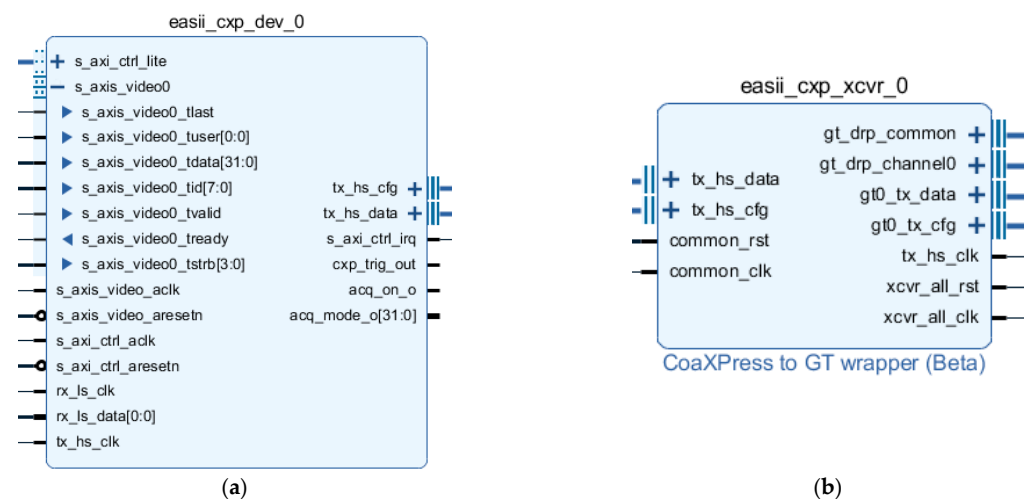 easii_cxp_dev_0
s_axi_ctrl_lite
s_axis_video0
s_axis_video0_tlast
s_axis_video0_tuser[0:0]
s_axis_video0_tdata[31:0]
s_axis_video0_tid[7:0]
s_axis_video0_tvalid
s_axis_video0_tready
s_axis_video0_tstrb[3:0]
s_axis_video_aclk
s_axis_video_aresetn
s_axi_ctrl_aclk
s_axi_ctrl_aresetn
rx_ls_clk
rx_ls_data[0:0]
tx_hs_clk
tx_hs_cfg
tx_hs_data
s_axi_ctrl_irq
cxp_trig_out
acq_on_o
acq_mode_o[31:0]
(a)
easii_cxp_xcvr_0
tx_hs_data
tx_hs_cfg
common_rst
common_clk
gt_drp_common
gt_drp_channel0
gt0_tx_data
gt0_tx_cfg
tx_hs_clk
xcvr_all_rst
xcvr_all_clk
CoaXPress to GT wrapper (Beta)
(b)